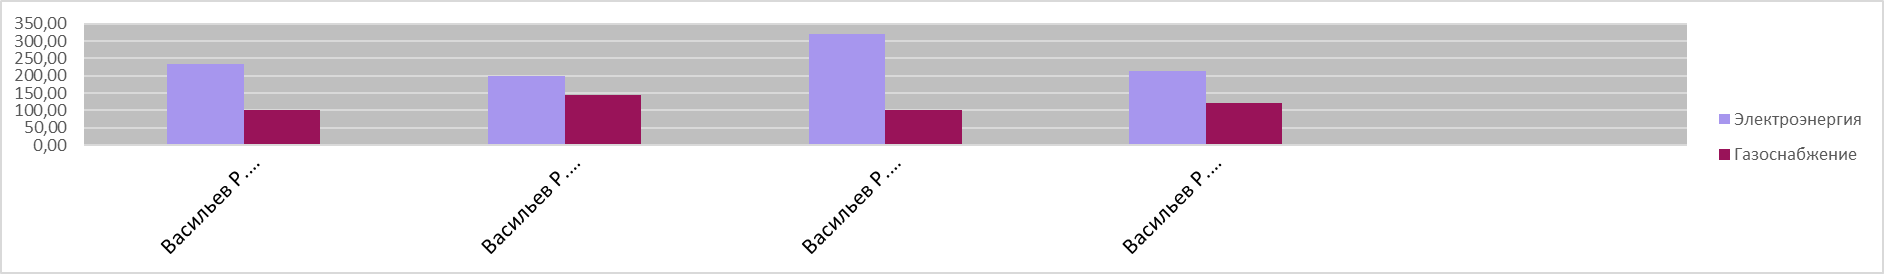 350,00
300,00
250,00
200,00
150,00
100,00
50,00
0,00
Васильев Р....
Васильев Р....
Васильев Р....
Васильев Р....
Электроэнергия
Газоснабжение